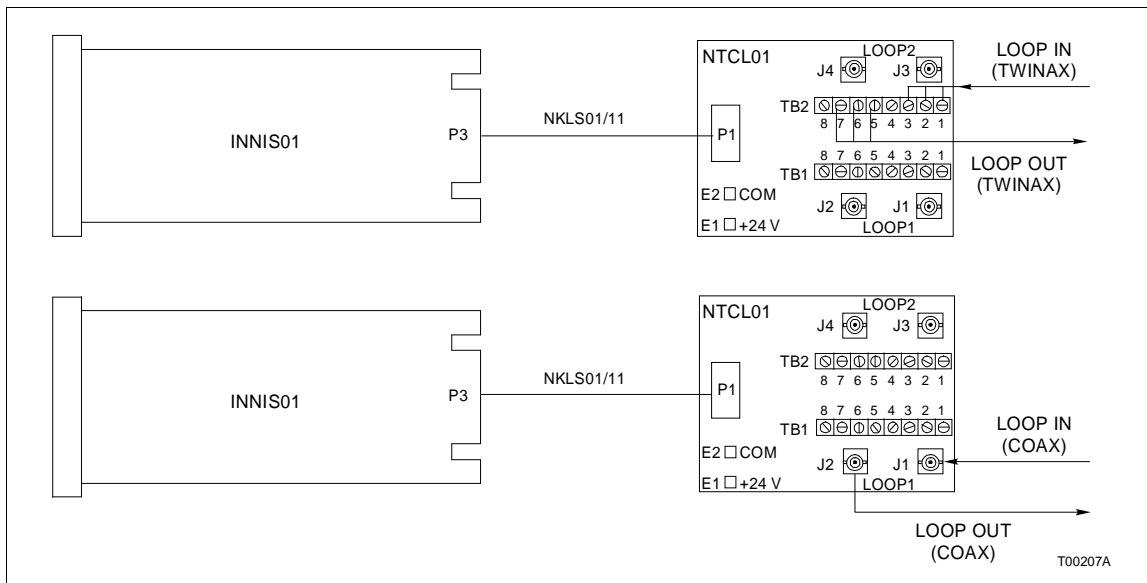 NTCL01
LOOP2
J4
J3
LOOP IN
(TWINAX)
TB2
8 7 6 5 4 3 2 1
INNIS01
P3
NKLS01/11
P1
8 7 6 5 4 3 2 1
TB1
LOOP OUT
(TWINAX)
E2 COM
J2
J1
E1 +24 V
LOOP1
NTCL01
LOOP2
J4
J3
TB2
8 7 6 5 4 3 2 1
INNIS01
P3
NKLS01/11
P1
8 7 6 5 4 3 2 1
TB1
LOOP IN
(COAX)
E2 COM
J2
J1
E1 +24 V
LOOP1
LOOP OUT
(COAX)
T00207A